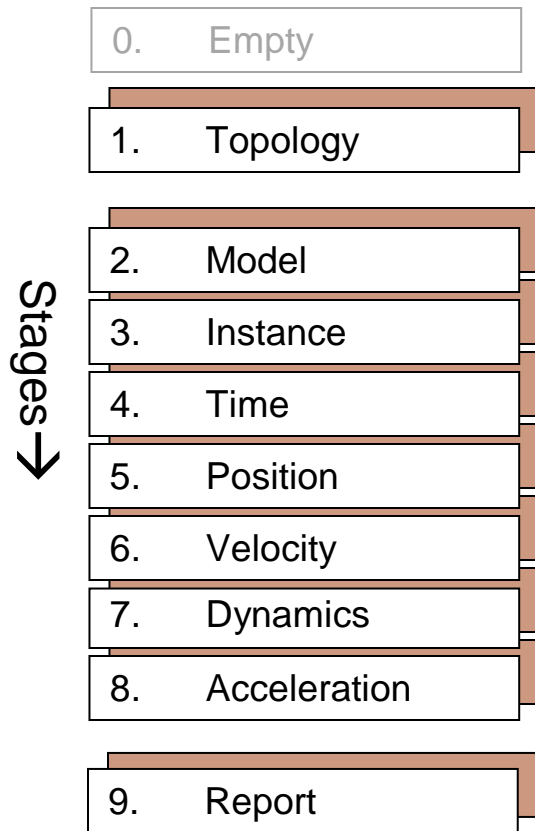 0. Empty
1. Topology
2. Model
3. Instance
4. Time
5. Position
6. Velocity
7. Dynamics
8. Acceleration
9. Report
Stages→